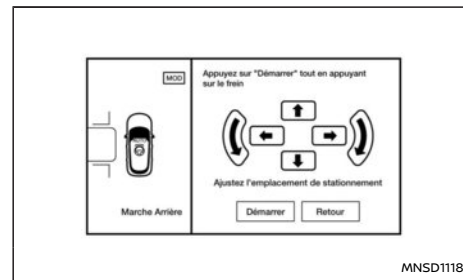 MOD
Appuyez sur "Démarrer" tout en appuyant
sur le frein
Ajustez l'emplacement de stationnement
Marche Arrière
Démarrer
Retour
MNSD1118